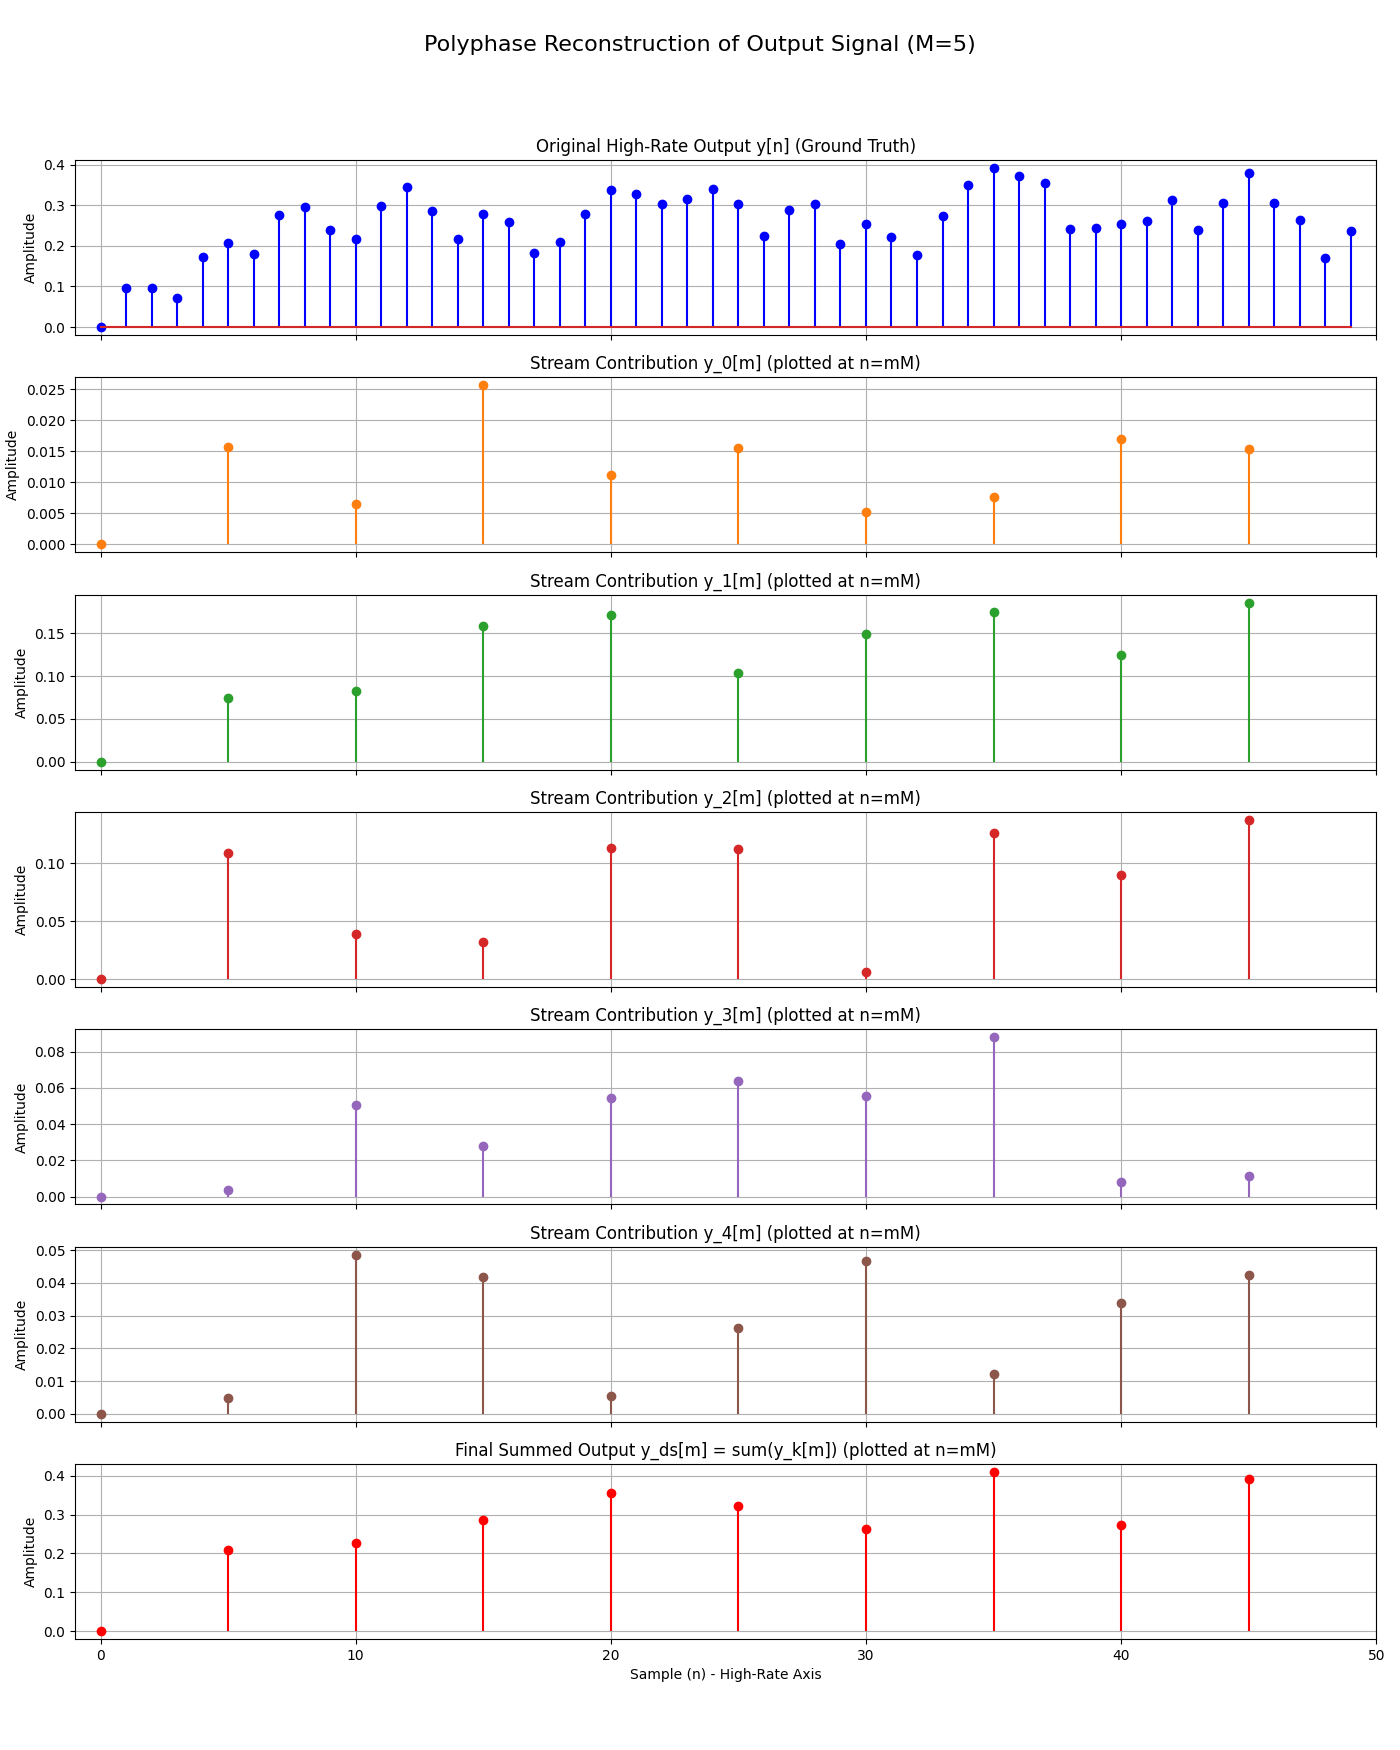 Polyphase Reconstruction of Output Signal (M=5)
Original High-Rate Output y[n] (Ground Truth)
Amplitude
0.4
0.3
0.2
0.1
0.0
Stream Contribution y_0[m] (plotted at n=mM)
Amplitude
0.025
0.020
0.015
0.010
0.005
0.000
Stream Contribution y_1[m] (plotted at n=mM)
Amplitude
0.15
0.10
0.05
0.00
Stream Contribution y_2[m] (plotted at n=mM)
Amplitude
0.10
0.05
0.00
Stream Contribution y_3[m] (plotted at n=mM)
Amplitude
0.08
0.06
0.04
0.02
0.00
Stream Contribution y_4[m] (plotted at n=mM)
Amplitude
0.05
0.04
0.03
0.02
0.01
0.00
Final Summed Output y_ds[m] = sum(y_k[m]) (plotted at n=mM)
Amplitude
0.4
0.3
0.2
0.1
0.0
0 10 20 30 40 50
Sample (n) - High-Rate Axis